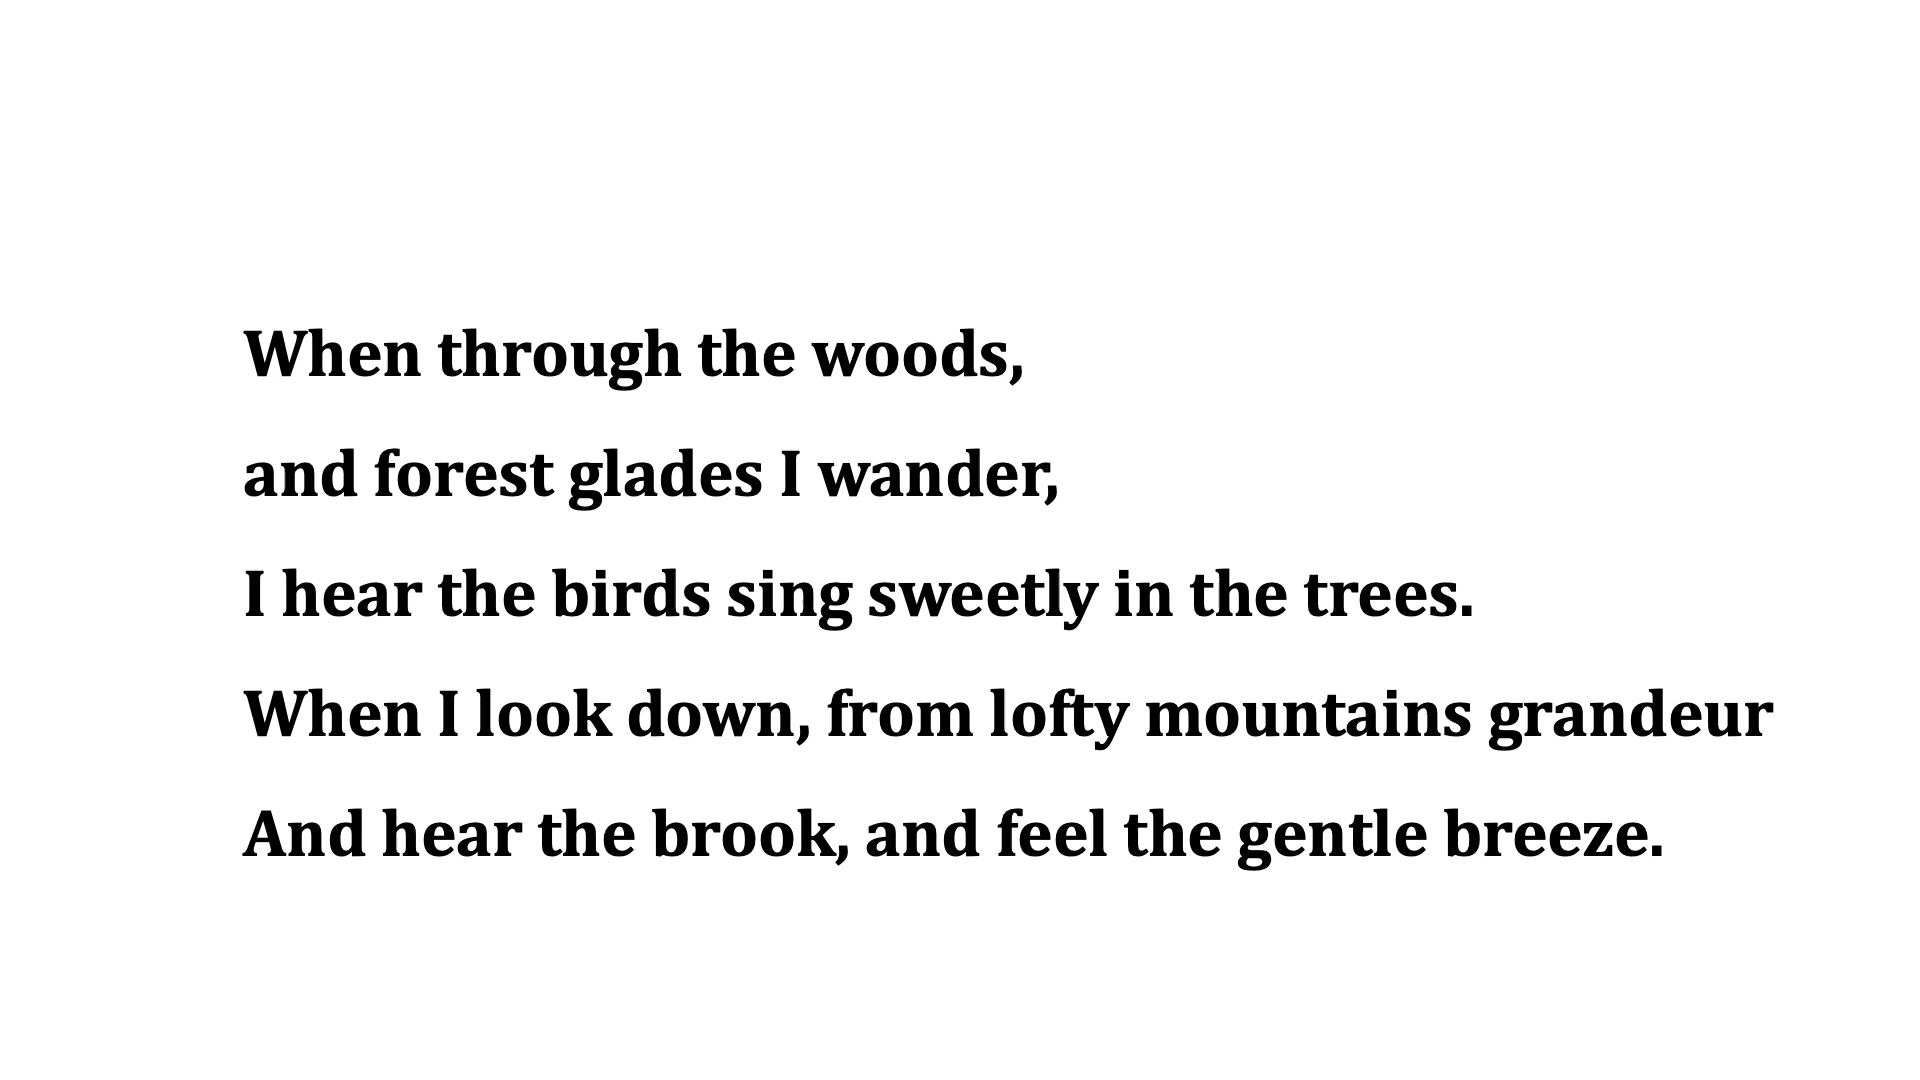 When through the woods,
and forest glades I wander,
I hear the birds sing sweetly in the trees.
When I look down, from lofty mountains grandeur
And hear the brook, and feel the gentle breeze.